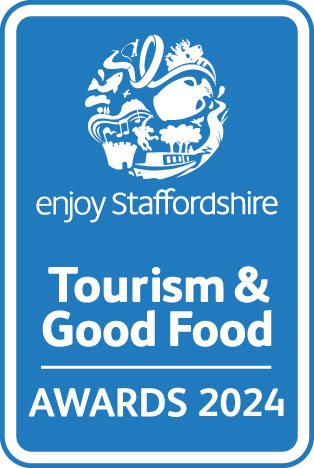 enjoy Staffordshire
Tourism &
Good Food
AWARDS 2024